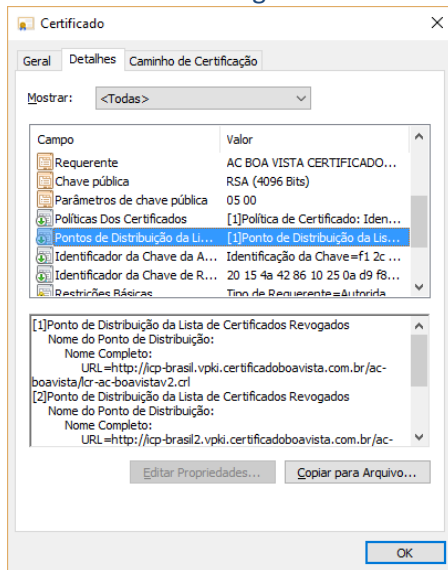 Certificado
Geral Detalhes Caminho de Certificação
Mostrar: <Todas>
Campo Valor
Requerente AC BOA VISTA CERTIFICADO...
Chave pública RSA (4096 Bits)
Parâmetros de chave pública 05 00
Políticas Dos Certificados [1]Política de Certificado: Iden...
Pontos de Distribuição da Li... [1]Ponto de Distribuição da Lis...
Identificador da Chave da A... Identificação da Chave=f1 2c ...
Identificador da Chave de R... 20 15 4a 42 86 10 25 0a d9 f8...
Restrições Básicas Tipo de Requerente=Autorida
[1]Ponto de Distribuição da Lista de Certificados Revogados
Nome do Ponto de Distribuição:
Nome Completo:
URL=http://icp-brasil.vpki.certificadoboavista.com.br/ac-
boavista/lcr-ac-boavistav2.crl
[2]Ponto de Distribuição da Lista de Certificados Revogados
Nome do Ponto de Distribuição:
Nome Completo:
URL=http://icp-brasil2.vpki.certificadoboavista.com.br/ac-
Editar Propriedades... Copiar para Arquivo...
OK